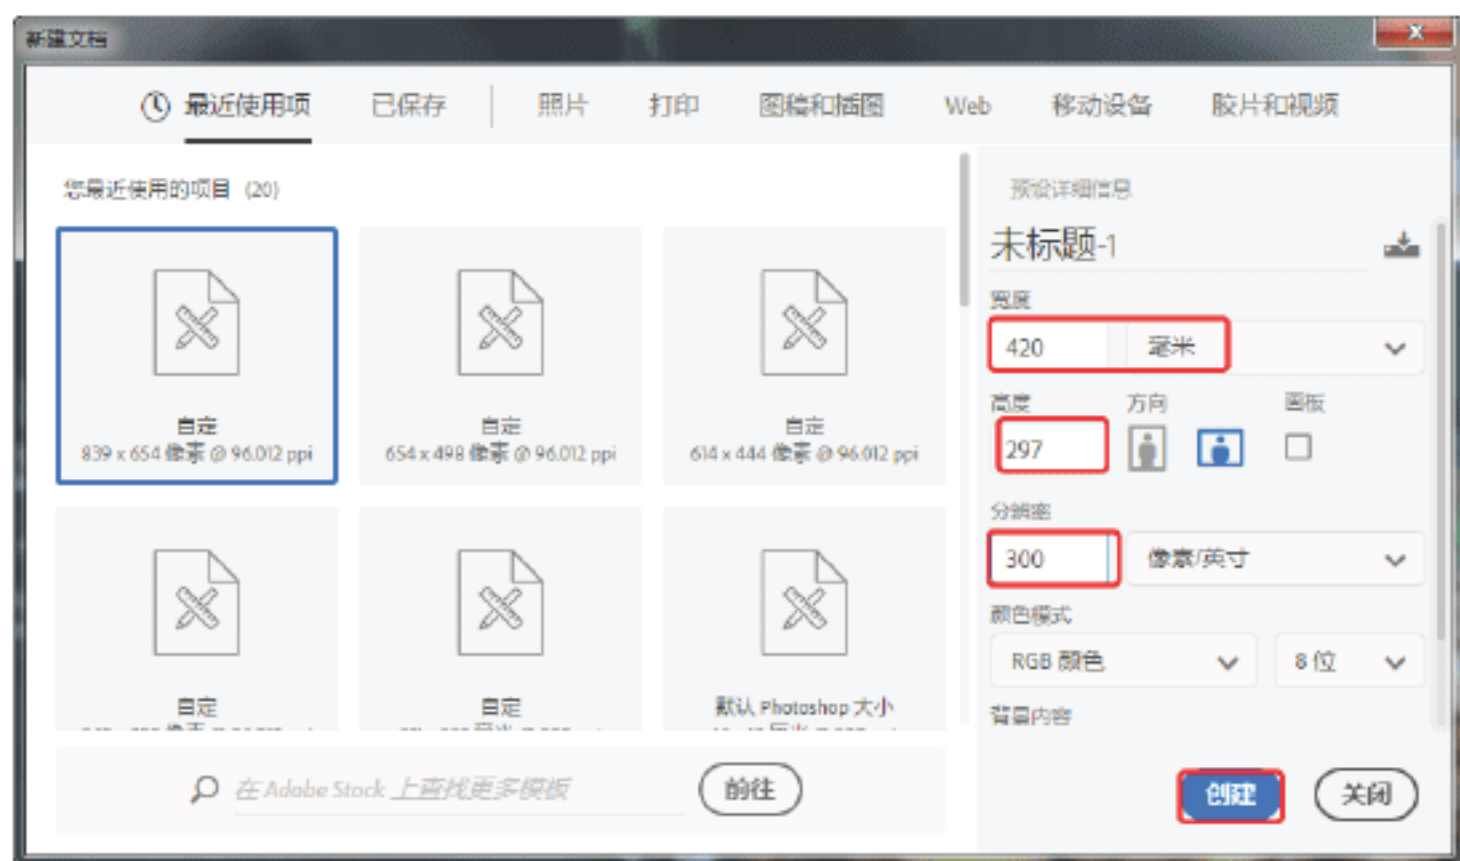 新建文档
最近使用项 已保存 照片 打印 图稿和插图 Web 移动设备 胶片和视频
您最近使用的项目 (20)
自定
839 x 654 像素 @ 96.012 ppi
自定
654 x 498 像素 @ 96.012 ppi
自定
614 x 444 像素 @ 96.012 ppi
自定
自定
默认 Photoshop 大小
在 Adobe Stock 上查找更多模板
前往
预设详细信息
未标题-1
宽度
420 毫米
高度 方向 画板
297
分辨率
300 像素/英寸
颜色模式
RGB 颜色 8 位
背景内容
创建 关闭